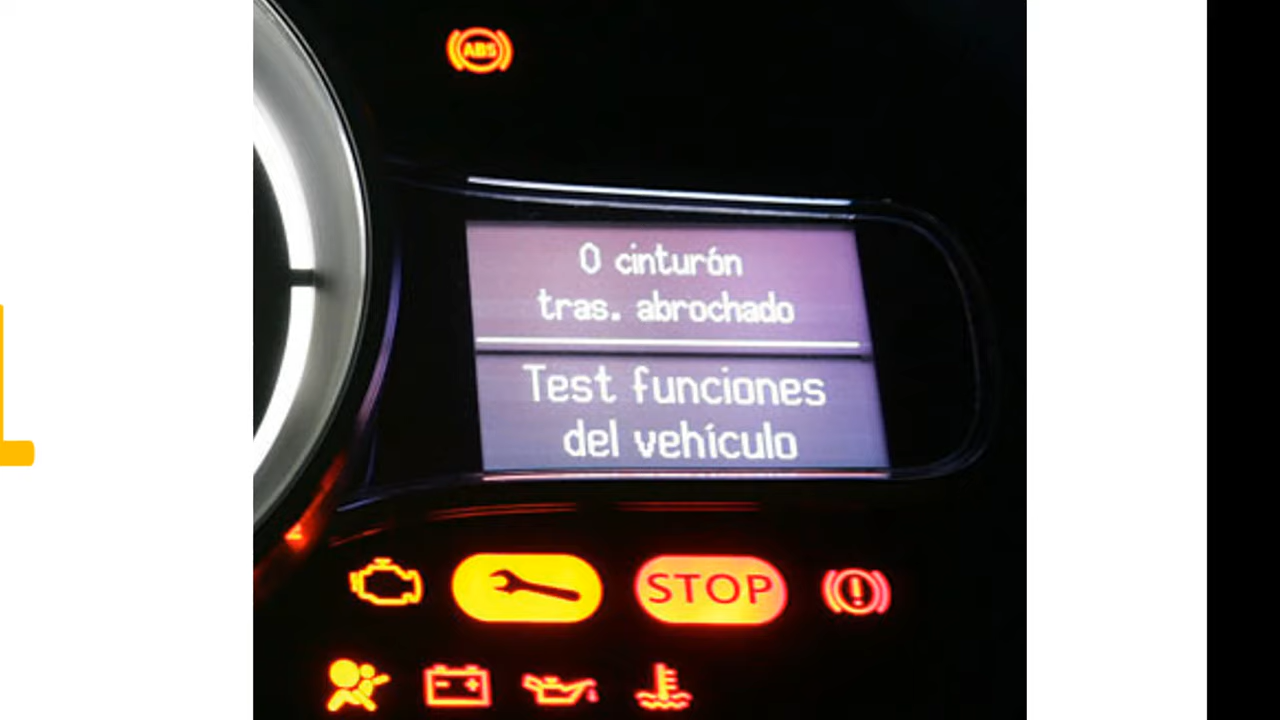 ABS
0 cinturón
tras. abrochado
Test funciones
del vehículo
STOP